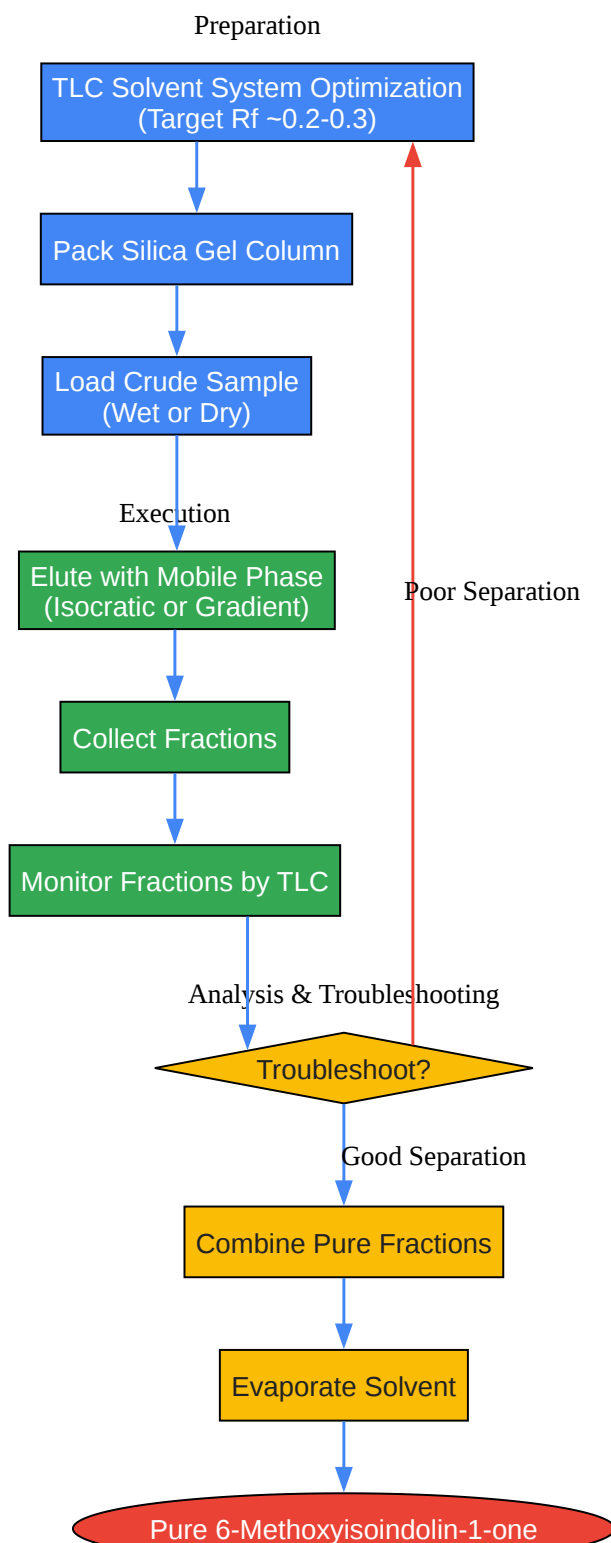 Preparation
TLC Solvent System Optimization
(Target Rf ~0.2-0.3)
Pack Silica Gel Column
Load Crude Sample
(Wet or Dry)
Execution
Elute with Mobile Phase
(Isocratic or Gradient)
Poor Separation
Collect Fractions
Monitor Fractions by TLC
Analysis & Troubleshooting
Troubleshoot?
Good Separation
Combine Pure Fractions
Evaporate Solvent
Pure 6-Methoxyisoindolin-1-one